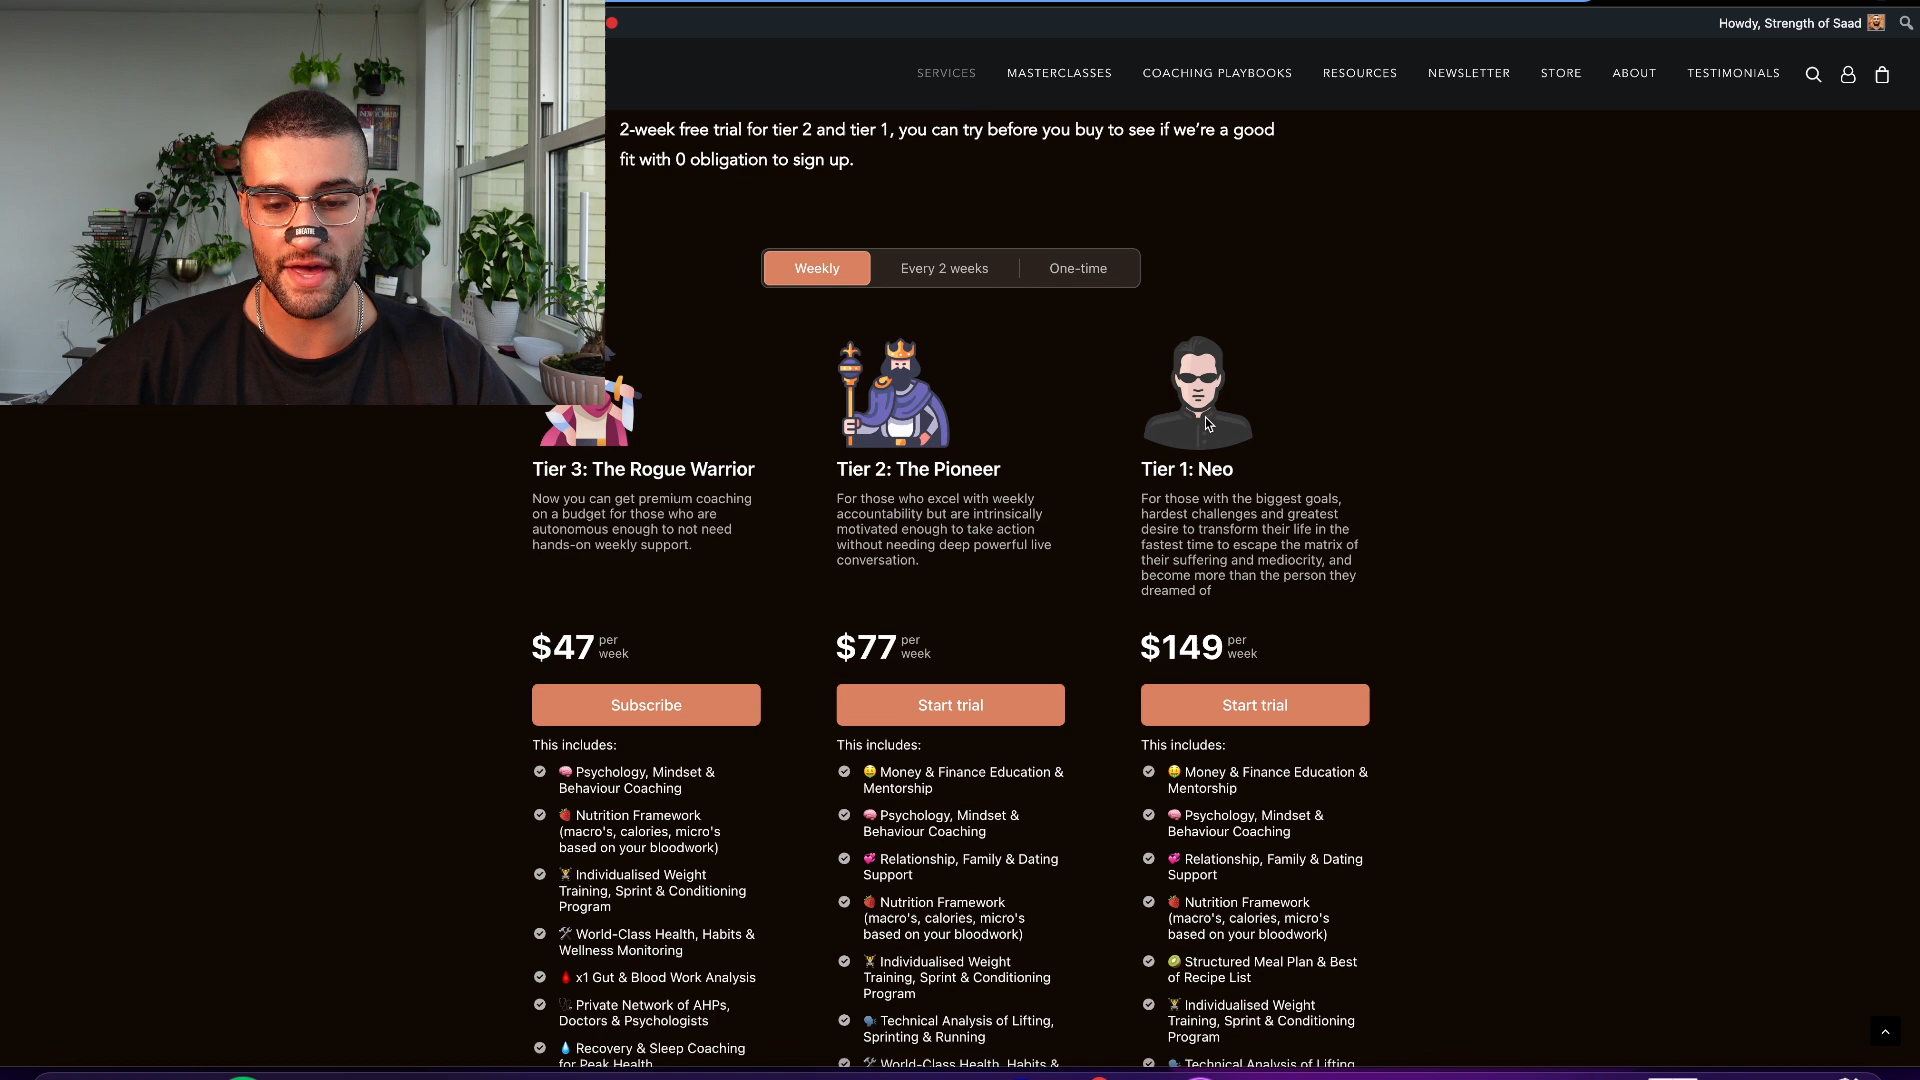 Howdy, Strength of Saad
SERVICES
MASTERCLASSES
COACHING PLAYBOOKS
RESOURCES
NEWSLETTER
STORE
ABOUT
TESTIMONIALS
2-week free trial for tier 2 and tier 1, you can try before you buy to see if we’re a good
fit with 0 obligation to sign up.
BREATHE
Weekly
Every 2 weeks
One-time
Tier 3: The Rogue Warrior
Now you can get premium coaching
on a budget for those who are
autonomous enough to not need
hands-on weekly support.
$47 per
week
Subscribe
This includes:
Psychology, Mindset &
Behaviour Coaching
Nutrition Framework
(macro's, calories, micro's
based on your bloodwork)
Individualised Weight
Training, Sprint & Conditioning
Program
World-Class Health, Habits &
Wellness Monitoring
x1 Gut & Blood Work Analysis
Private Network of AHPs,
Doctors & Psychologists
Recovery & Sleep Coaching
for Peak Health
Tier 2: The Pioneer
For those who excel with weekly
accountability but are intrinsically
motivated enough to take action
without needing deep powerful live
conversation.
$77 per
week
Start trial
This includes:
Money & Finance Education &
Mentorship
Psychology, Mindset &
Behaviour Coaching
Relationship, Family & Dating
Support
Nutrition Framework
(macro's, calories, micro's
based on your bloodwork)
Individualised Weight
Training, Sprint & Conditioning
Program
Technical Analysis of Lifting,
Sprinting & Running
World-Class Health, Habits &
Tier 1: Neo
For those with the biggest goals,
hardest challenges and greatest
desire to transform their life in the
fastest time to escape the matrix of
their suffering and mediocrity, and
become more than the person they
dreamed of
$149 per
week
Start trial
This includes:
Money & Finance Education &
Mentorship
Psychology, Mindset &
Behaviour Coaching
Relationship, Family & Dating
Support
Nutrition Framework
(macro's, calories, micro's
based on your bloodwork)
Structured Meal Plan & Best
of Recipe List
Individualised Weight
Training, Sprint & Conditioning
Program
Technical Analysis of Lifting,